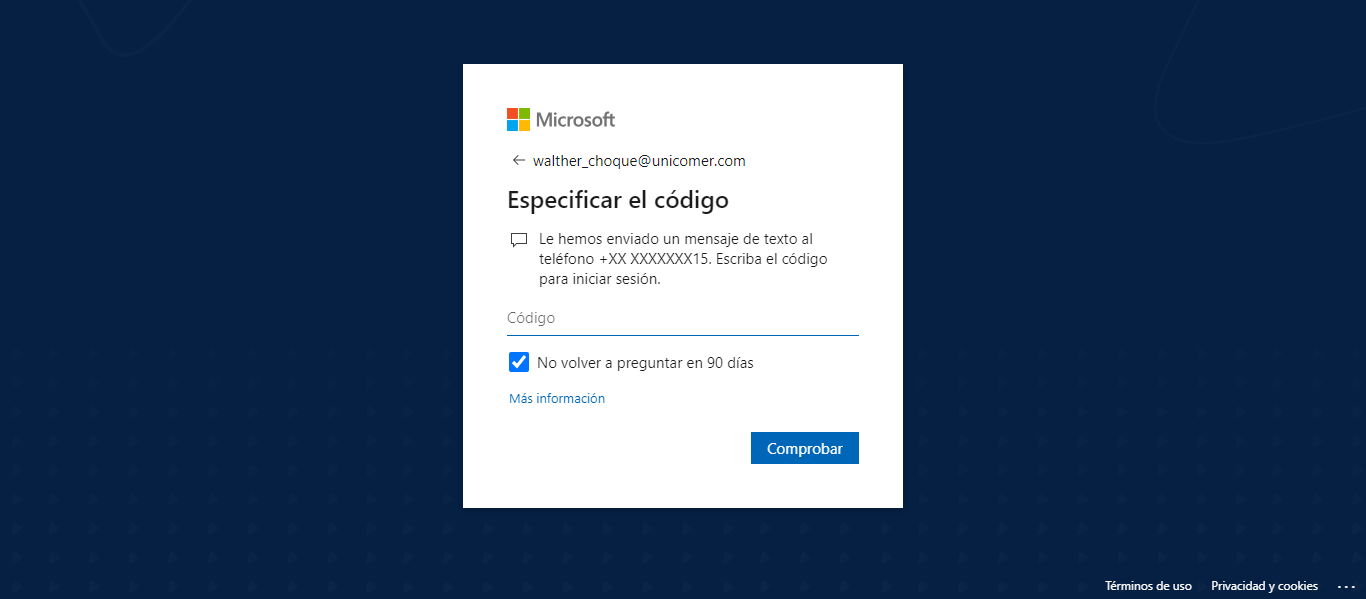 Microsoft
walther_choque@unicomer.com
Especificar el código
Le hemos enviado un mensaje de texto al
teléfono +XX XXXXXXX15. Escriba el código
para iniciar sesión.
Código
No volver a preguntar en 90 días
Más información
Comprobar
Términos de uso Privacidad y cookies ...